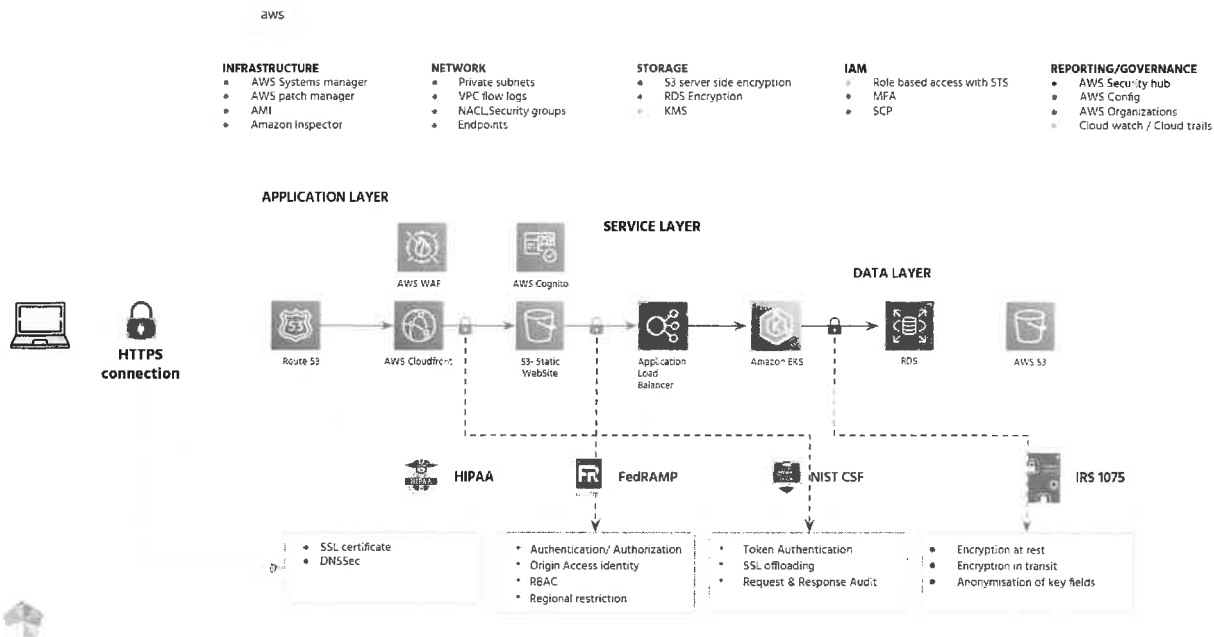 aws
INFRASTRUCTURE
AWS Systems manager
AWS patch manager
AMI
Amazon Inspector
NETWORK
Private subnets
VPC flow logs
NACL,Security groups
Endpoints
STORAGE
S3 server side encryption
RDS Encryption
KMS
IAM
Role based access with STS
MFA
SCP
REPORTING/GOVERNANCE
AWS Security hub
AWS Config
AWS Organizations
Cloud watch / Cloud trails
APPLICATION LAYER
SERVICE LAYER
DATA LAYER
AWS WAF
AWS Cognito
HTTPS
connection
53
Route 53
AWS Cloudfront
S3- Static
WebSite
Application
Load
Balancer
Amazon EKS
RDS
AWS S3
HIPAA
HIPAA
FR
FedRAMP
NIST CSF
IRS 1075
SSL certificate
DNSSec
Authentication/ Authorization
Origin Access identity
RBAC
Regional restriction
Token Authentication
SSL offloading
Request & Response Audit
Encryption at rest
Encryption in transit
Anonymisation of key fields